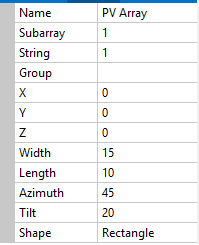 Name PV Array
Subarray 1
String 1
Group
X 0
Y 0
Z 0
Width 15
Length 10
Azimuth 45
Tilt 20
Shape Rectangle